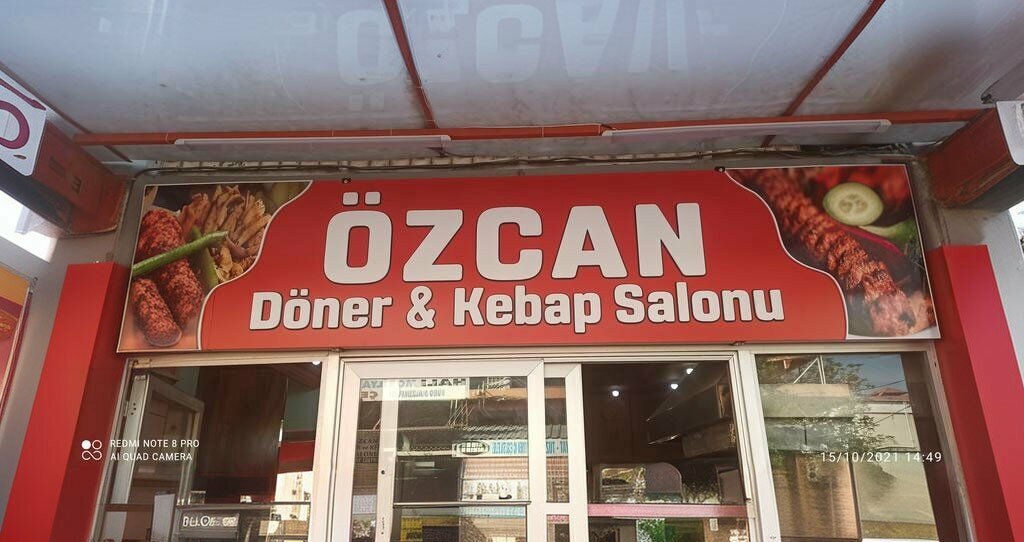 ÖZCAN
Döner & Kebap Salonu
REDMI NOTE 8 PRO
AI QUAD CAMERA
15/10/2021 14:49